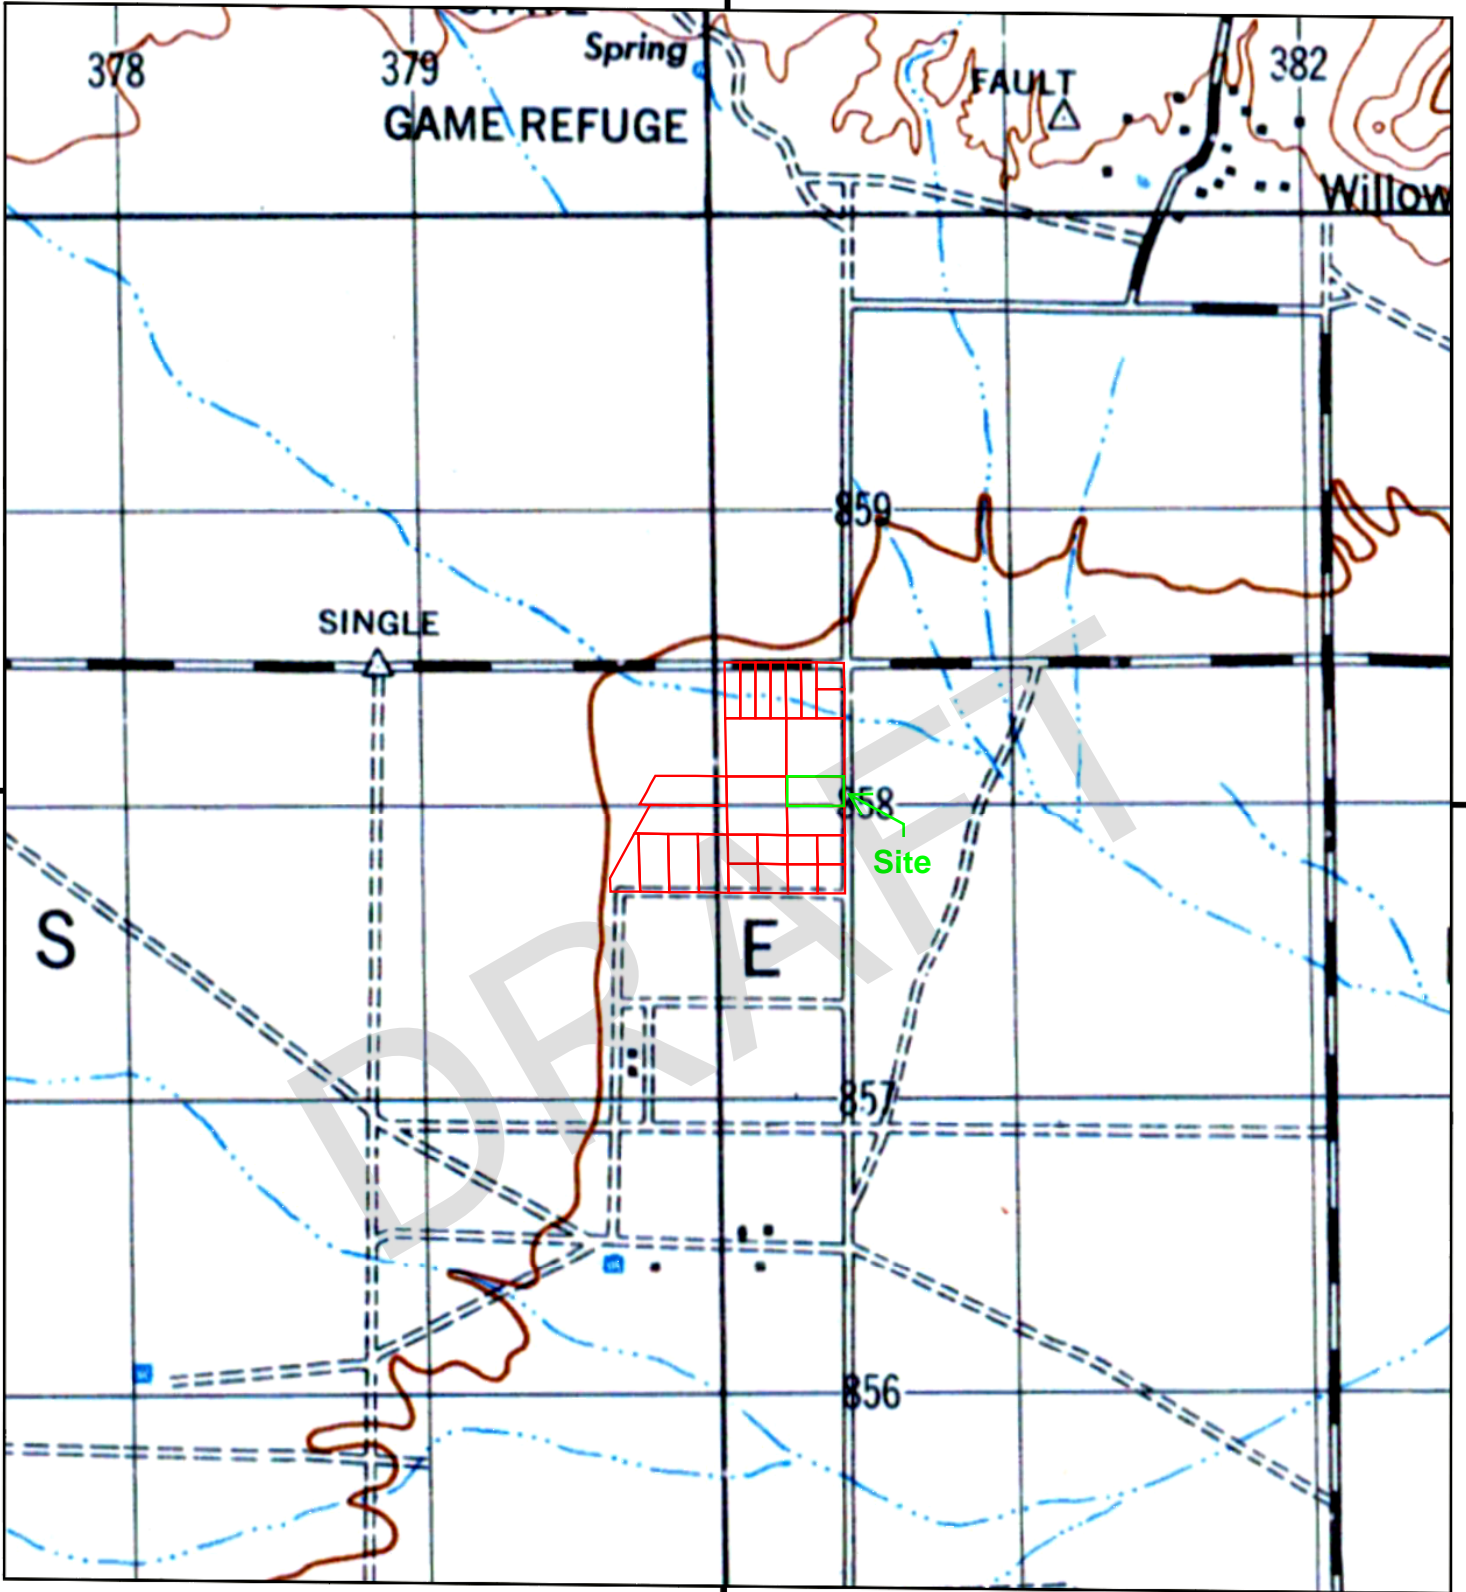 Spring
378
379
382
FAULT
GAME REFUGE
Willow
859
SINGLE
858
Site
S
E
857
856
DRAFT